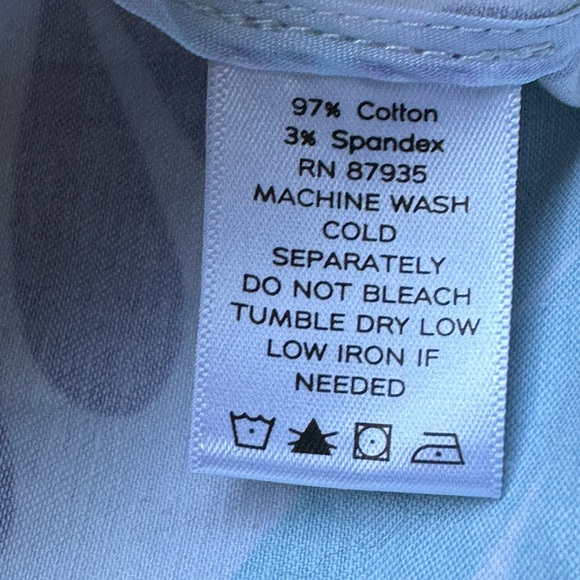 97% Cotton
3% Spandex
RN 87935
MACHINE WASH
COLD
SEPARATELY
DO NOT BLEACH
TUMBLE DRY LOW
LOW IRON IF
NEEDED